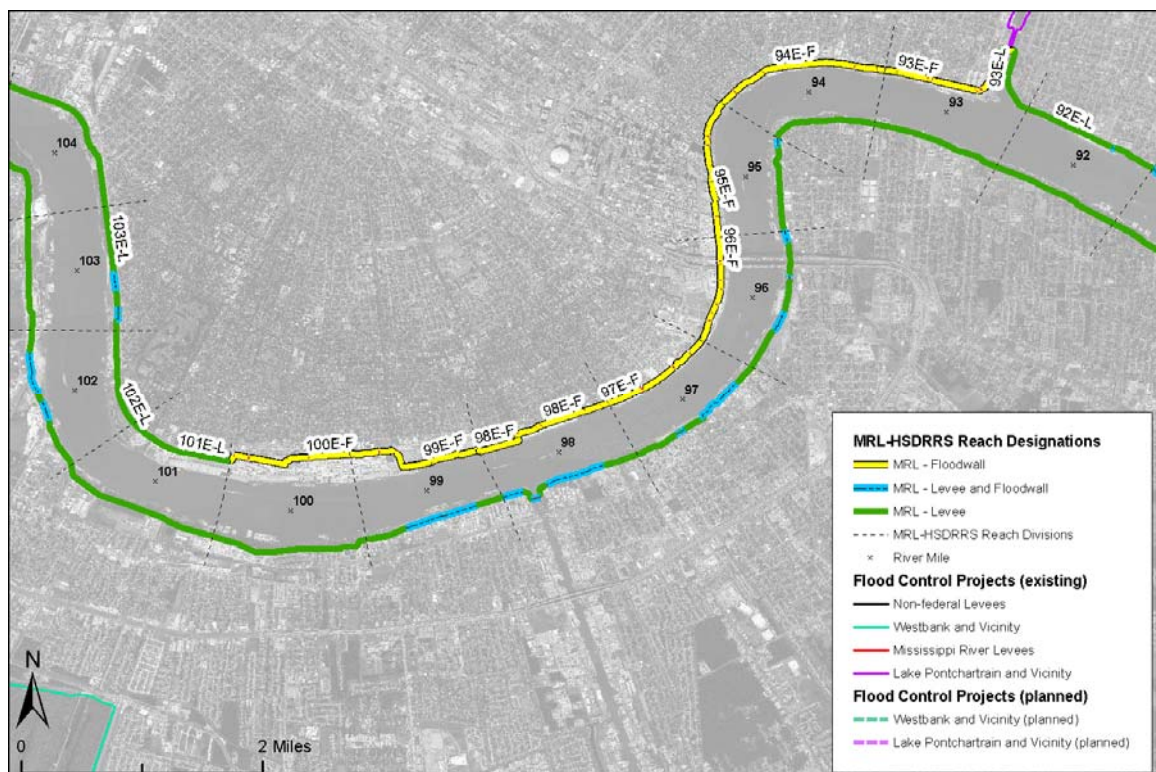 94E-F
93E-F
93E-L
94
93
92E-L
104
92
95
95E-F
103E-L
96E-F
103
96
102
97
102E-L
97E-F
98E-F
101E-L
100E-F
99E-F
98E-F
98
101
99
100
MRL-HSDRRS Reach Designations
MRL - Floodwall
MRL - Levee and Floodwall
MRL - Levee
MRL-HSDRRS Reach Divisions
River Mile
Flood Control Projects (existing)
Non-federal Levees
Westbank and Vicinity
Mississippi River Levees
Lake Pontchartrain and Vicinity
Flood Control Projects (planned)
Westbank and Vicinity (planned)
Lake Pontchartrain and Vicinity (planned)
N
0
2 Miles